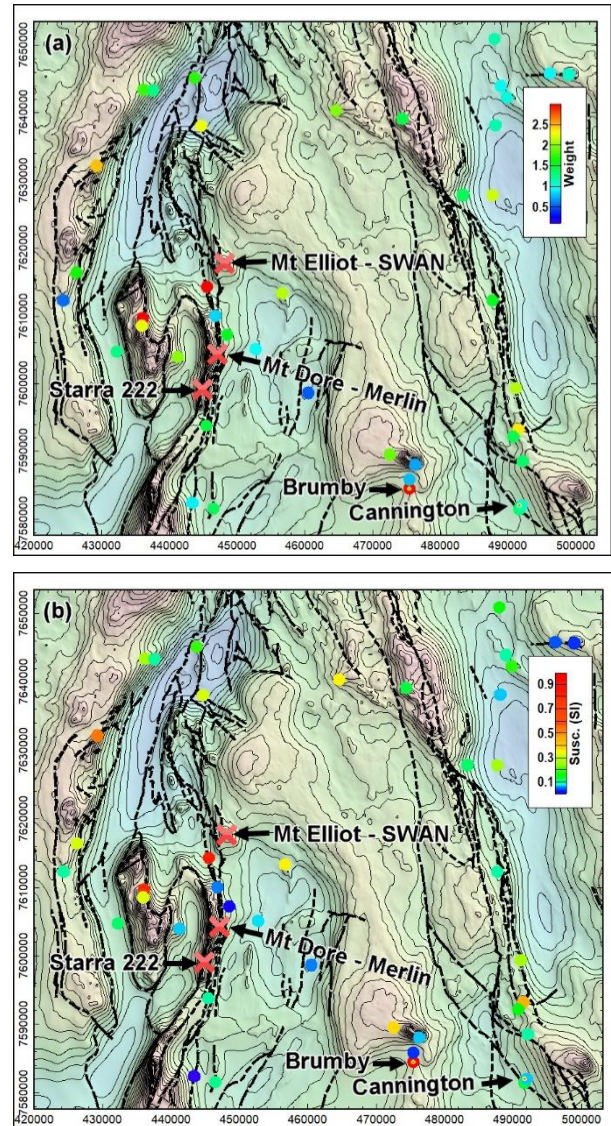 (a)
7650000
7640000
7630000
7620000
7610000
7600000
7590000
7580000
2.5
2
1.5
1
0.5
Weight
Mt Elliot - SWAN
Mt Dore - Merlin
Starra 222
Brumby
Cannington
420000 430000 440000 450000 460000 470000 480000 490000 500000
(b)
7650000
7640000
7630000
7620000
7610000
7600000
7590000
7580000
0.9
0.7
0.5
0.3
0.1
Susc. (SI)
Mt Elliot - SWAN
Mt Dore - Merlin
Starra 222
Brumby
Cannington
420000 430000 440000 450000 460000 470000 480000 490000 500000